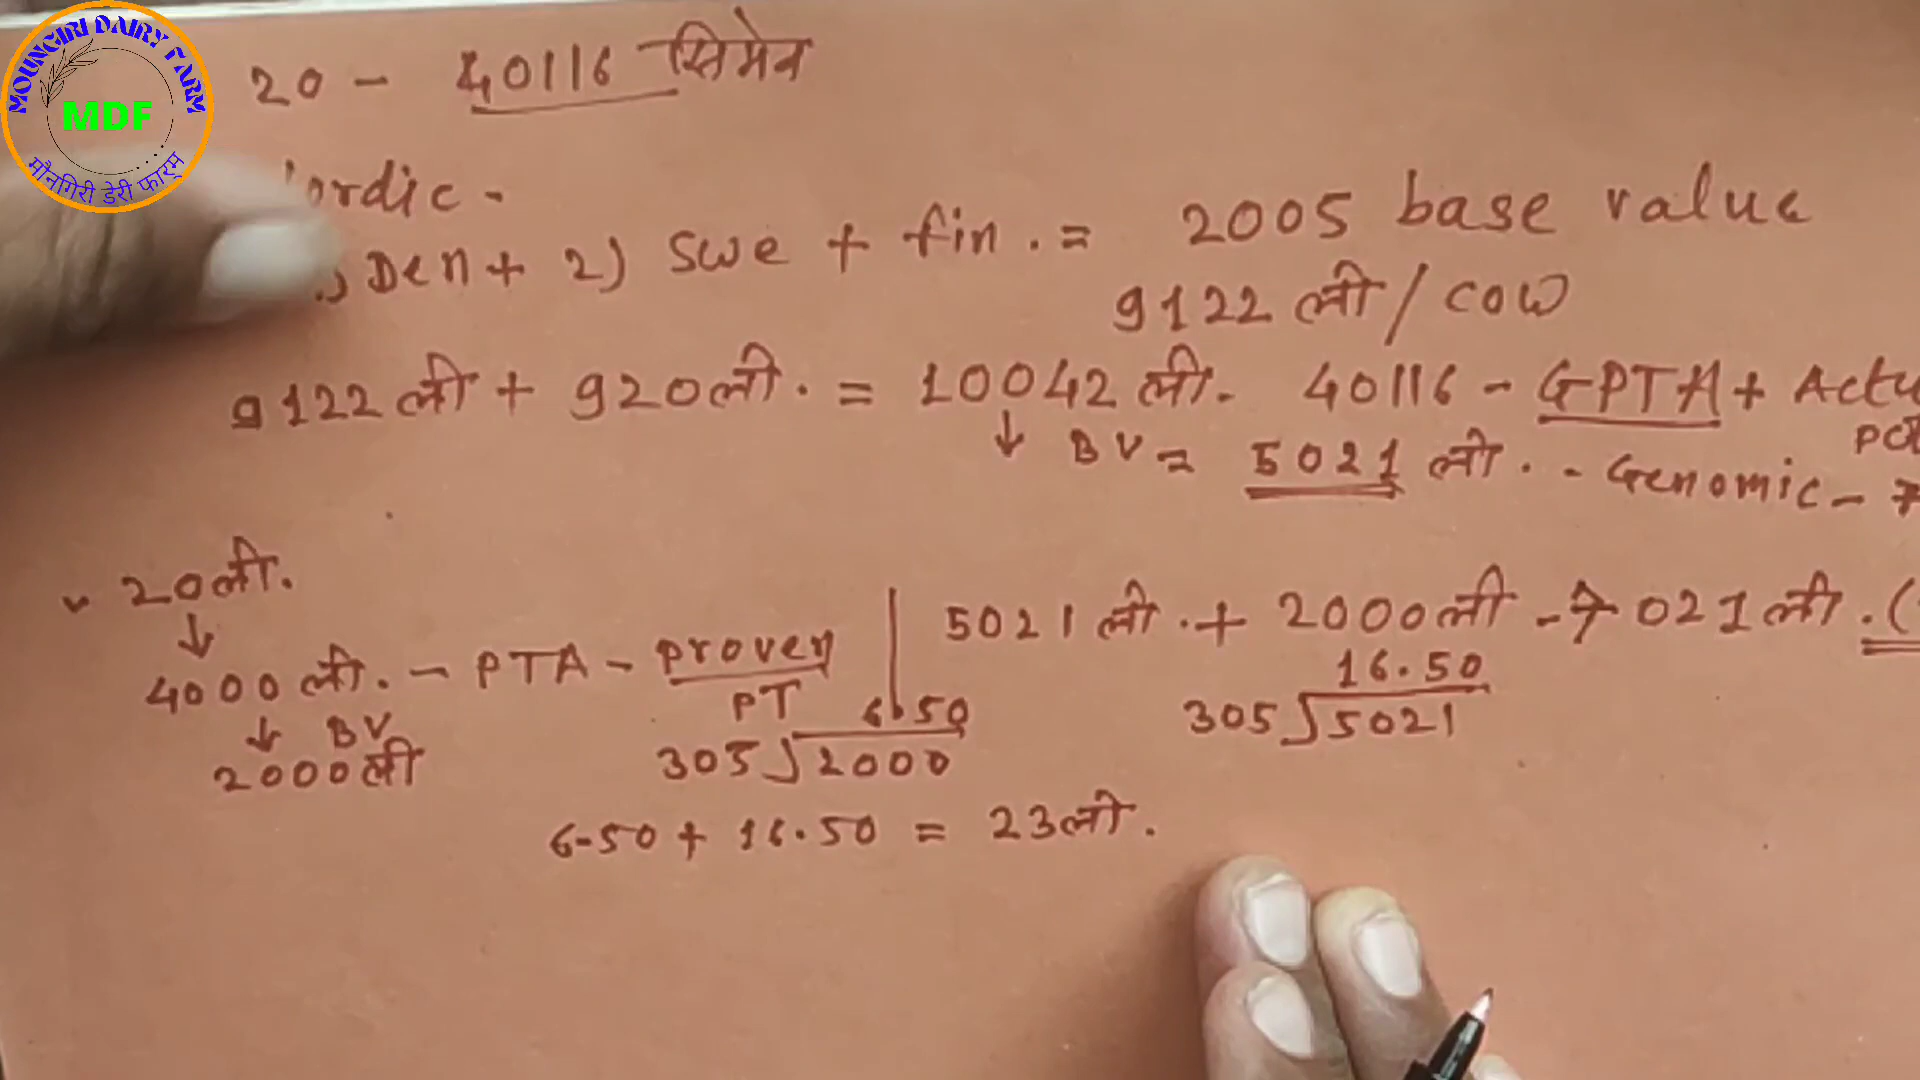 MOUNGIRI DAIRY FARM
MDF
मौनगिरी डेरी फार्म
20 - 40116 सिमेन
Den + 2) Swe + fin . = 2005 base value
9122 ली / cow
9122 ली + 920 ली . = 10042 ली . 40116 - GPTA +
↓ BV = 5021 ली . - Genomic -
20 ली .
↓
4000 ली . - PTA - proven
PT
↓ BV
2000 ली
5021 ली . + 2000 ली - 7021 ली . (
6.50
305 ) 2000
16.50
305 ) 5021
6-50 + 16.50 = 23 ली .